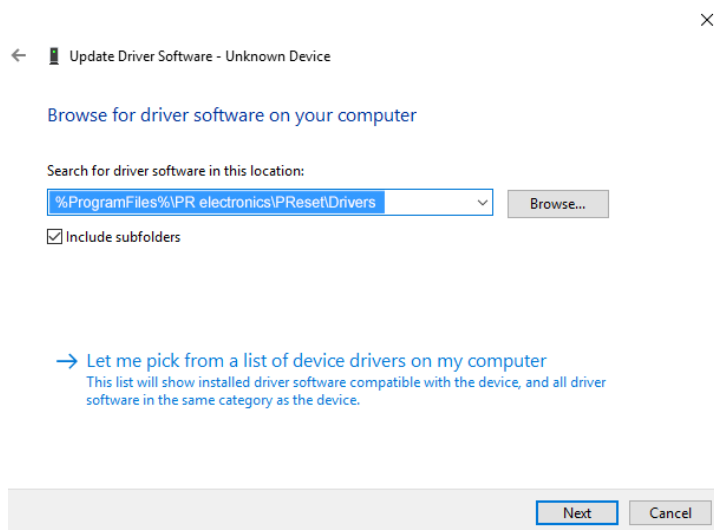 Update Driver Software - Unknown Device
Browse for driver software on your computer
Search for driver software in this location:
%ProgramFiles%\PR electronics\PReset\Drivers
Browse...
Include subfolders
Let me pick from a list of device drivers on my computer
This list will show installed driver software compatible with the device, and all driver
software in the same category as the device.
Next
Cancel